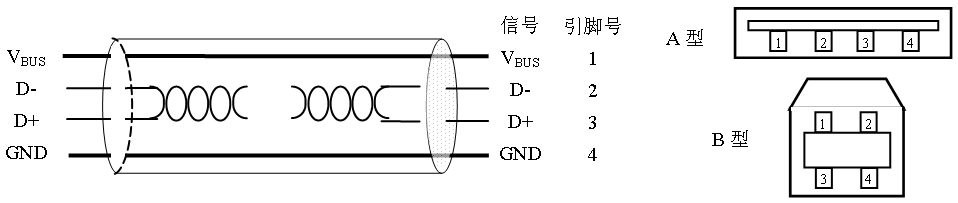 信号 引脚号
V_BUS V_BUS 1
D- D- 2
D+ D+ 3
GND GND 4
A 型
1 2 3 4
B 型
1 2
3 4